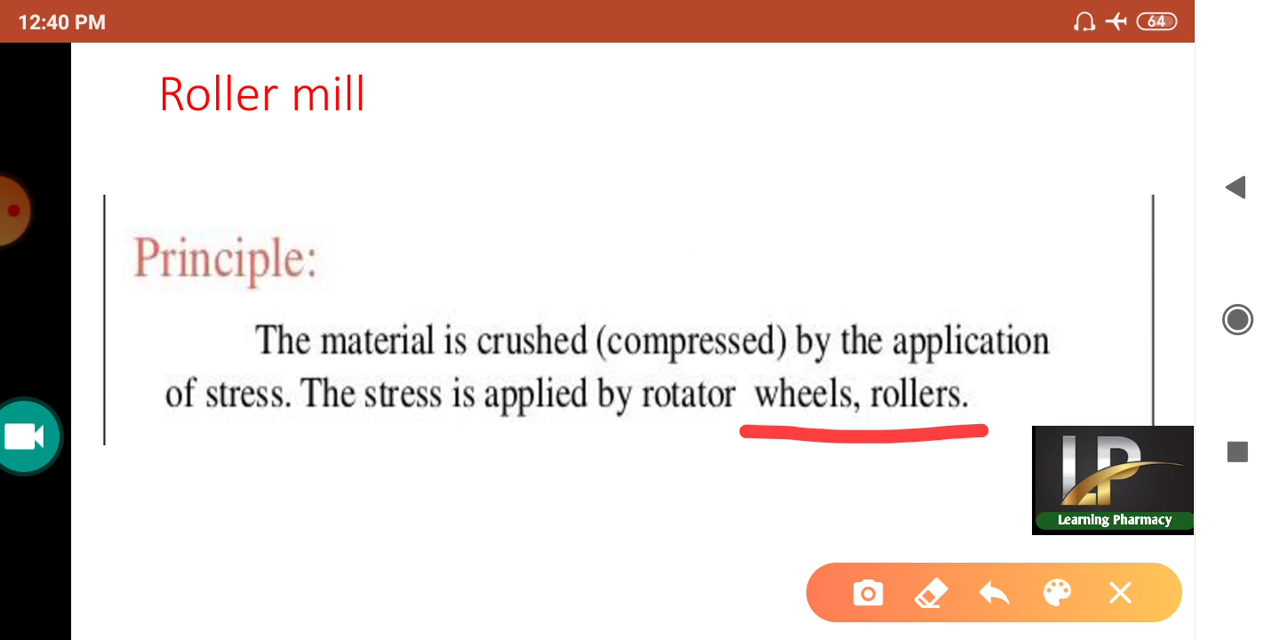 12:40 PM
64
Roller mill
Principle:
The material is crushed (compressed) by the application
of stress. The stress is applied by rotator wheels, rollers.
LP
Learning Pharmacy